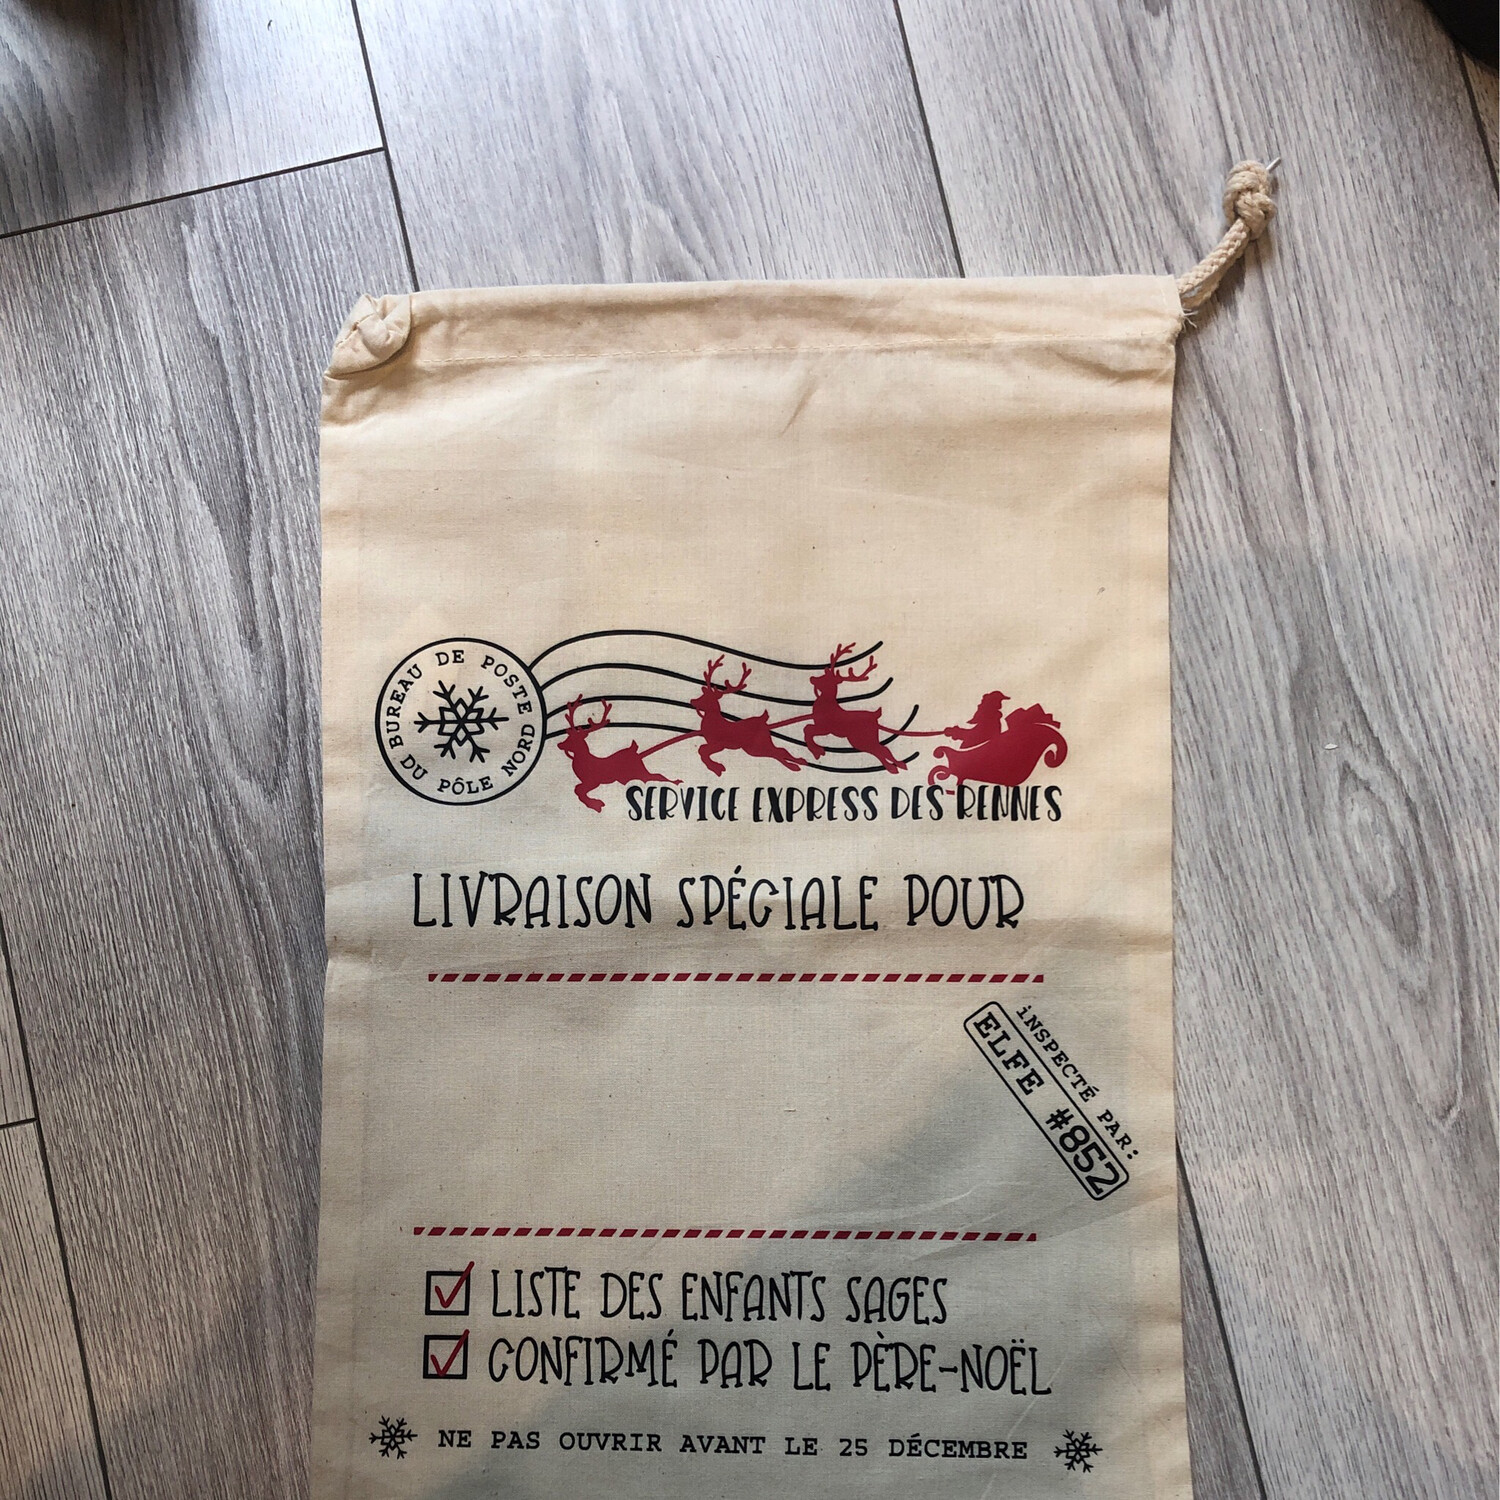 BUREAU DE POSTE
DU PÔLE NORD
SERVICE EXPRESS DES RENNES
LIVRAISON SPÉCIALE POUR
iNSPECTÉ PAR:
ELFE #852
LISTE DES ENFANTS SAGES
CONFIRMÉ PAR LE PÈRE-NOËL
NE PAS OUVRIR AVANT LE 25 DÉCEMBRE